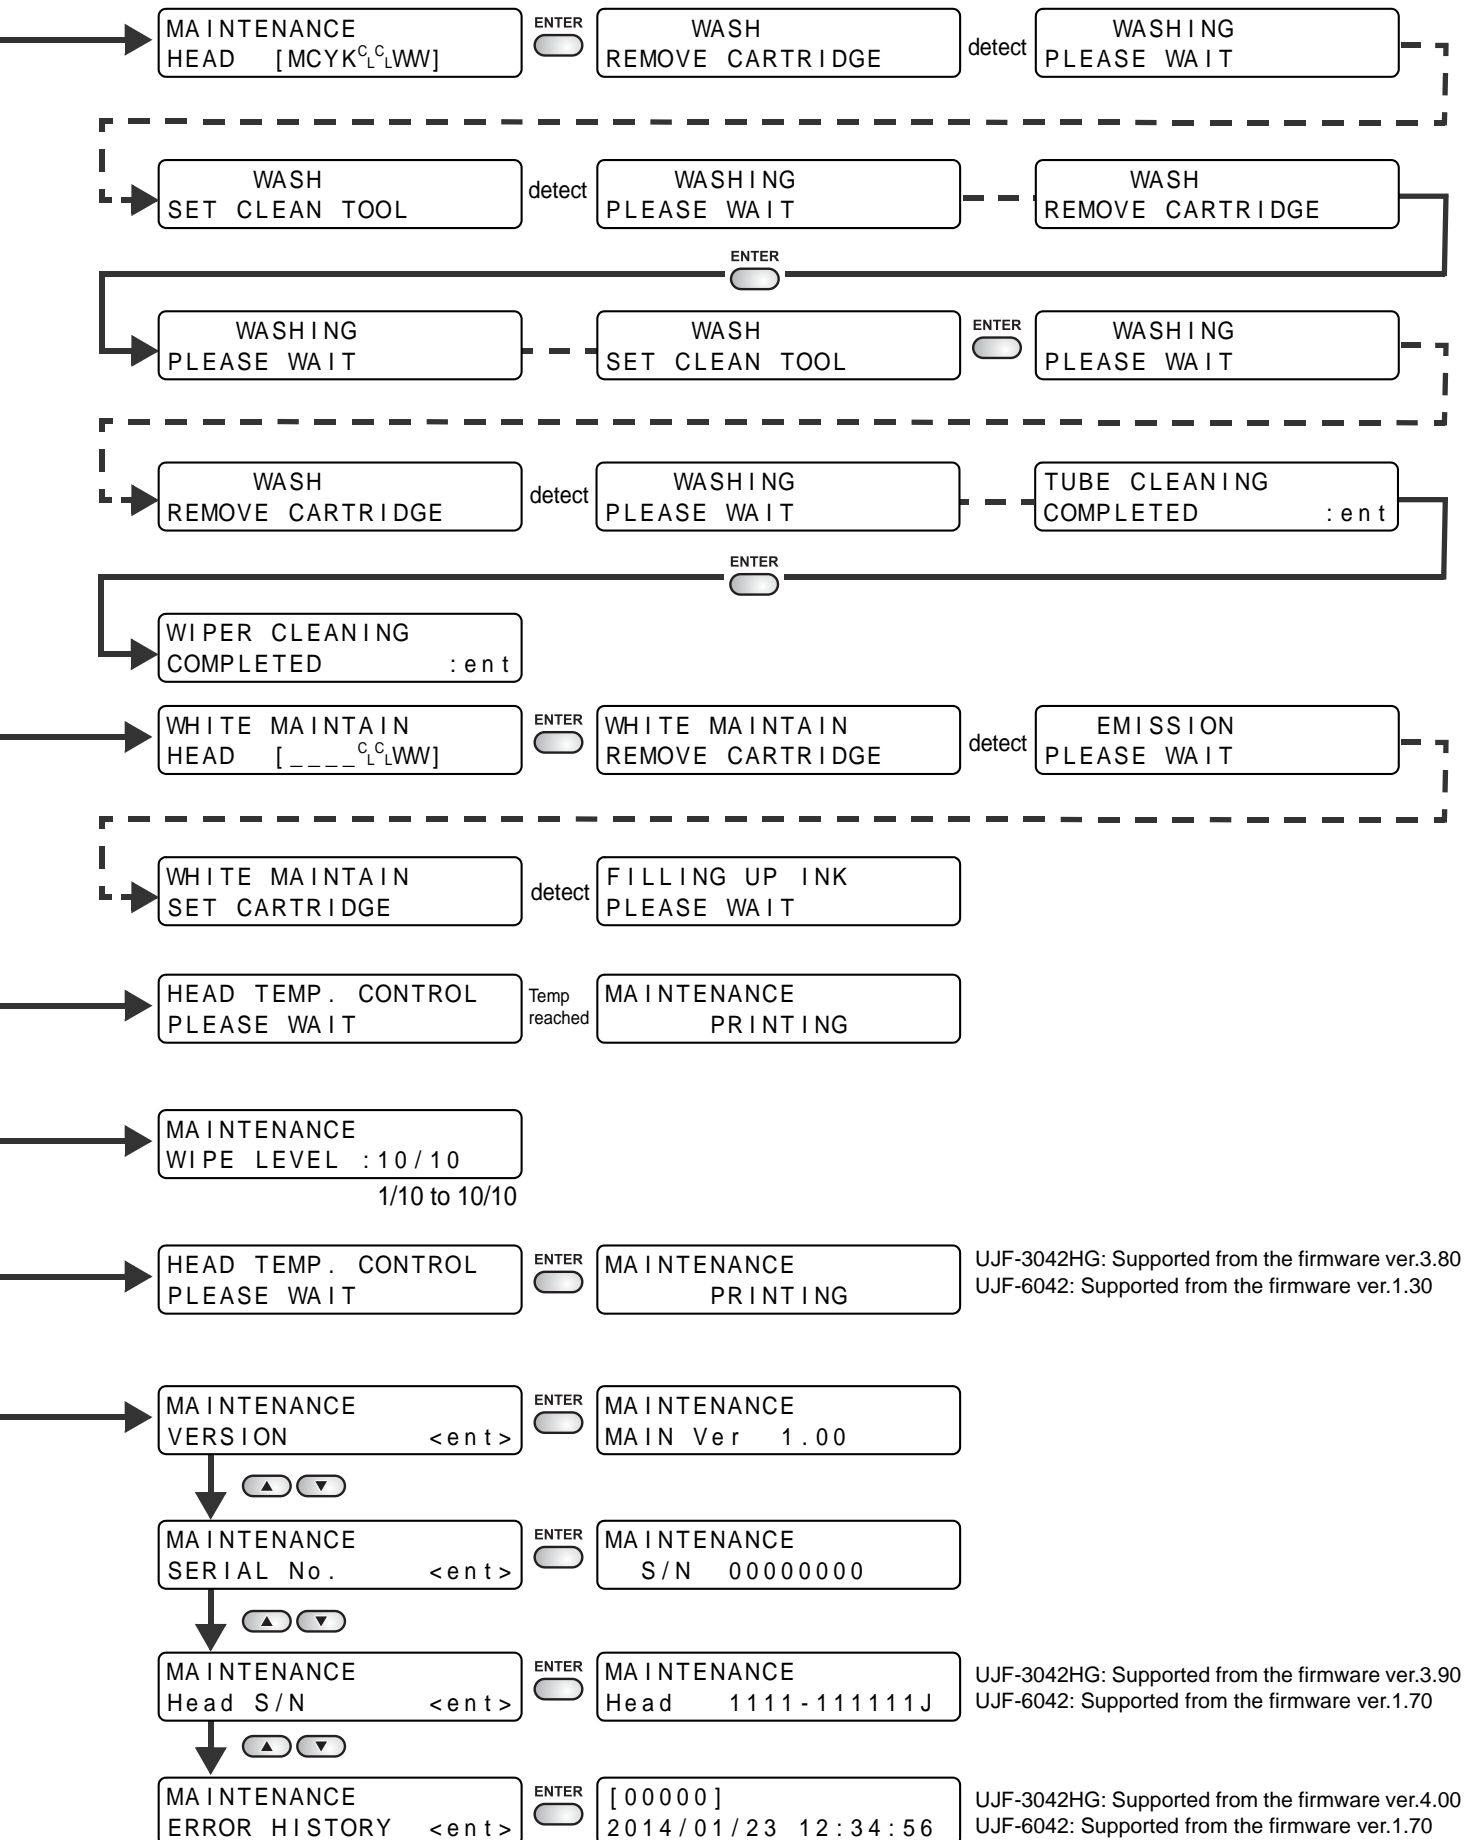 MAINTENANCE
HEAD [MCYKCLCLWW]
ENTER
WASH
REMOVE CARTRIDGE
detect
WASHING
PLEASE WAIT
WASH
SET CLEAN TOOL
detect
WASHING
PLEASE WAIT
WASH
REMOVE CARTRIDGE
ENTER
WASHING
PLEASE WAIT
WASH
SET CLEAN TOOL
ENTER
WASHING
PLEASE WAIT
WASH
REMOVE CARTRIDGE
detect
WASHING
PLEASE WAIT
TUBE CLEANING
COMPLETED :ent
ENTER
WIPER CLEANING
COMPLETED :ent
WHITE MAINTAIN
HEAD [____CLCLWW]
ENTER
WHITE MAINTAIN
REMOVE CARTRIDGE
detect
EMISSION
PLEASE WAIT
WHITE MAINTAIN
SET CARTRIDGE
detect
FILLING UP INK
PLEASE WAIT
HEAD TEMP. CONTROL
PLEASE WAIT
Temp
reached
MAINTENANCE
PRINTING
MAINTENANCE
WIPE LEVEL :10/10
1/10 to 10/10
HEAD TEMP. CONTROL
PLEASE WAIT
ENTER
MAINTENANCE
PRINTING
UJF-3042HG: Supported from the firmware ver.3.80
UJF-6042: Supported from the firmware ver.1.30
MAINTENANCE
VERSION <ent>
ENTER
MAINTENANCE
MAIN Ver 1.00
MAINTENANCE
SERIAL No. <ent>
ENTER
MAINTENANCE
S/N 00000000
MAINTENANCE
Head S/N <ent>
ENTER
MAINTENANCE
Head 1111-111111J
UJF-3042HG: Supported from the firmware ver.3.90
UJF-6042: Supported from the firmware ver.1.70
MAINTENANCE
ERROR HISTORY <ent>
ENTER
[00000]
2014/01/23 12:34:56
UJF-3042HG: Supported from the firmware ver.4.00
UJF-6042: Supported from the firmware ver.1.70